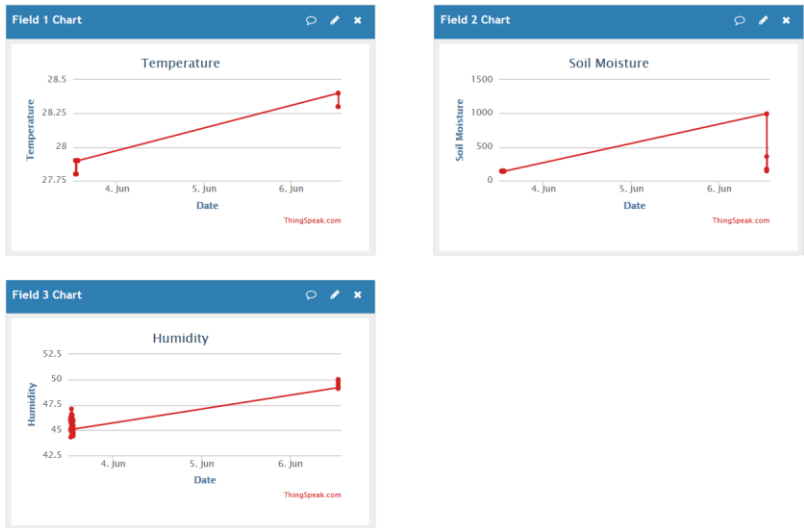 Field 1 Chart
Temperature
28.5
28.25
28
27.75
Temperature
4. Jun
5. Jun
6. Jun
Date
ThingSpeak.com
Field 2 Chart
Soil Moisture
1500
1000
500
0
Soil Moisture
4. Jun
5. Jun
6. Jun
Date
ThingSpeak.com
Field 3 Chart
Humidity
52.5
50
47.5
45
42.5
Humidity
4. Jun
5. Jun
6. Jun
Date
ThingSpeak.com